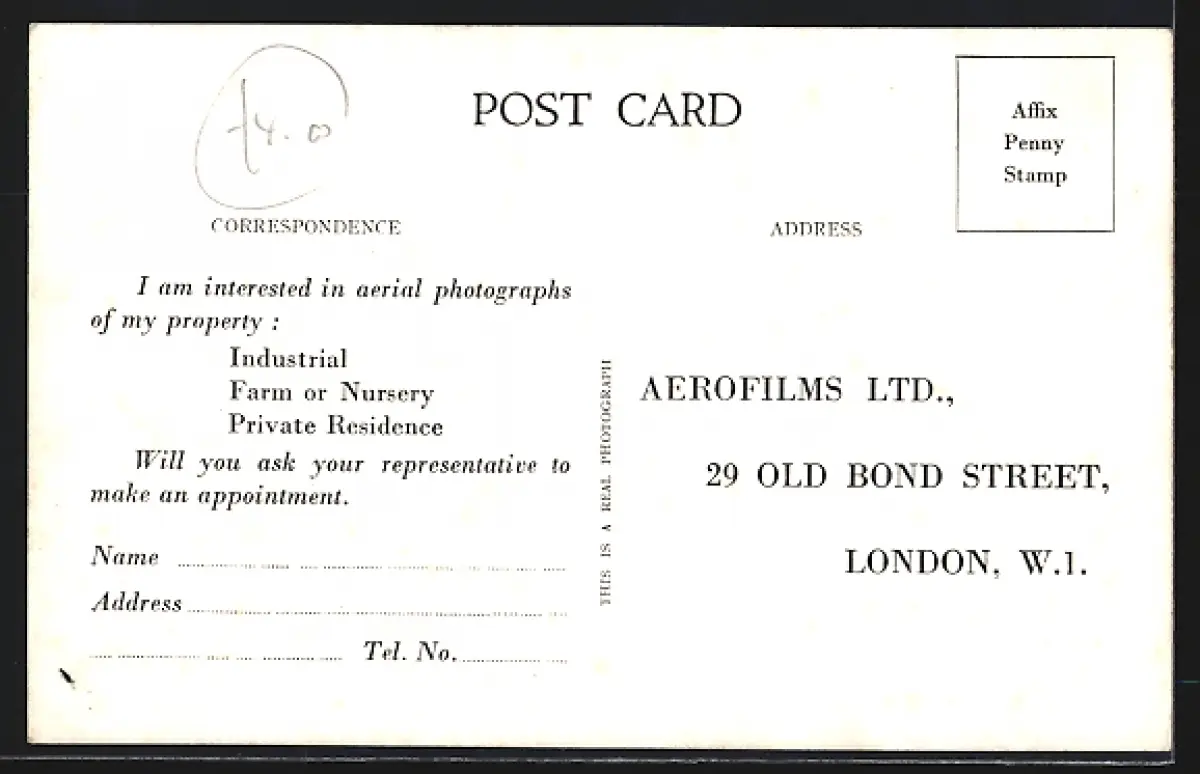 £4.0
POST CARD
Affix
Penny
Stamp
CORRESPONDENCE
ADDRESS
I am interested in aerial photographs
of my property :
Industrial
Farm or Nursery
Private Residence
Will you ask your representative to
make an appointment.
Name
Address
Tel. No.
THIS IS A REAL PHOTOGRAPH
AEROFILMS LTD.,
29 OLD BOND STREET,
LONDON, W.1.